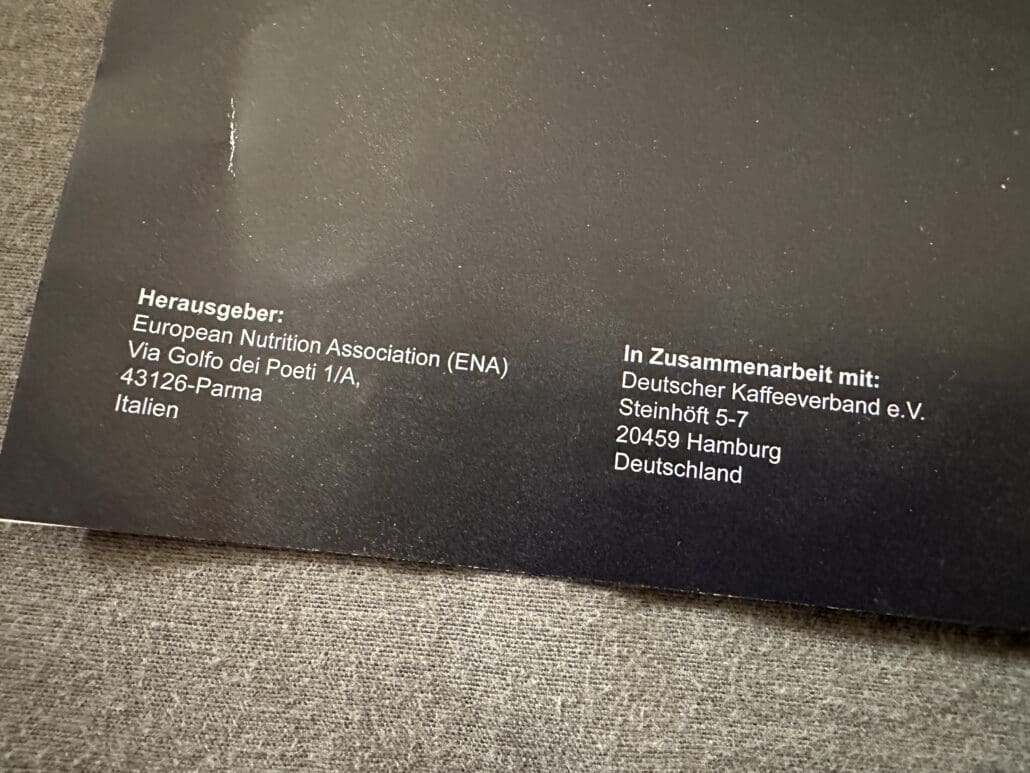 Herausgeber:
European Nutrition Association (ENA)
Via Golfo dei Poeti 1/A,
43126-Parma
Italien
In Zusammenarbeit mit:
Deutscher Kaffeeverband e.V.
Steinhöft 5-7
20459 Hamburg
Deutschland